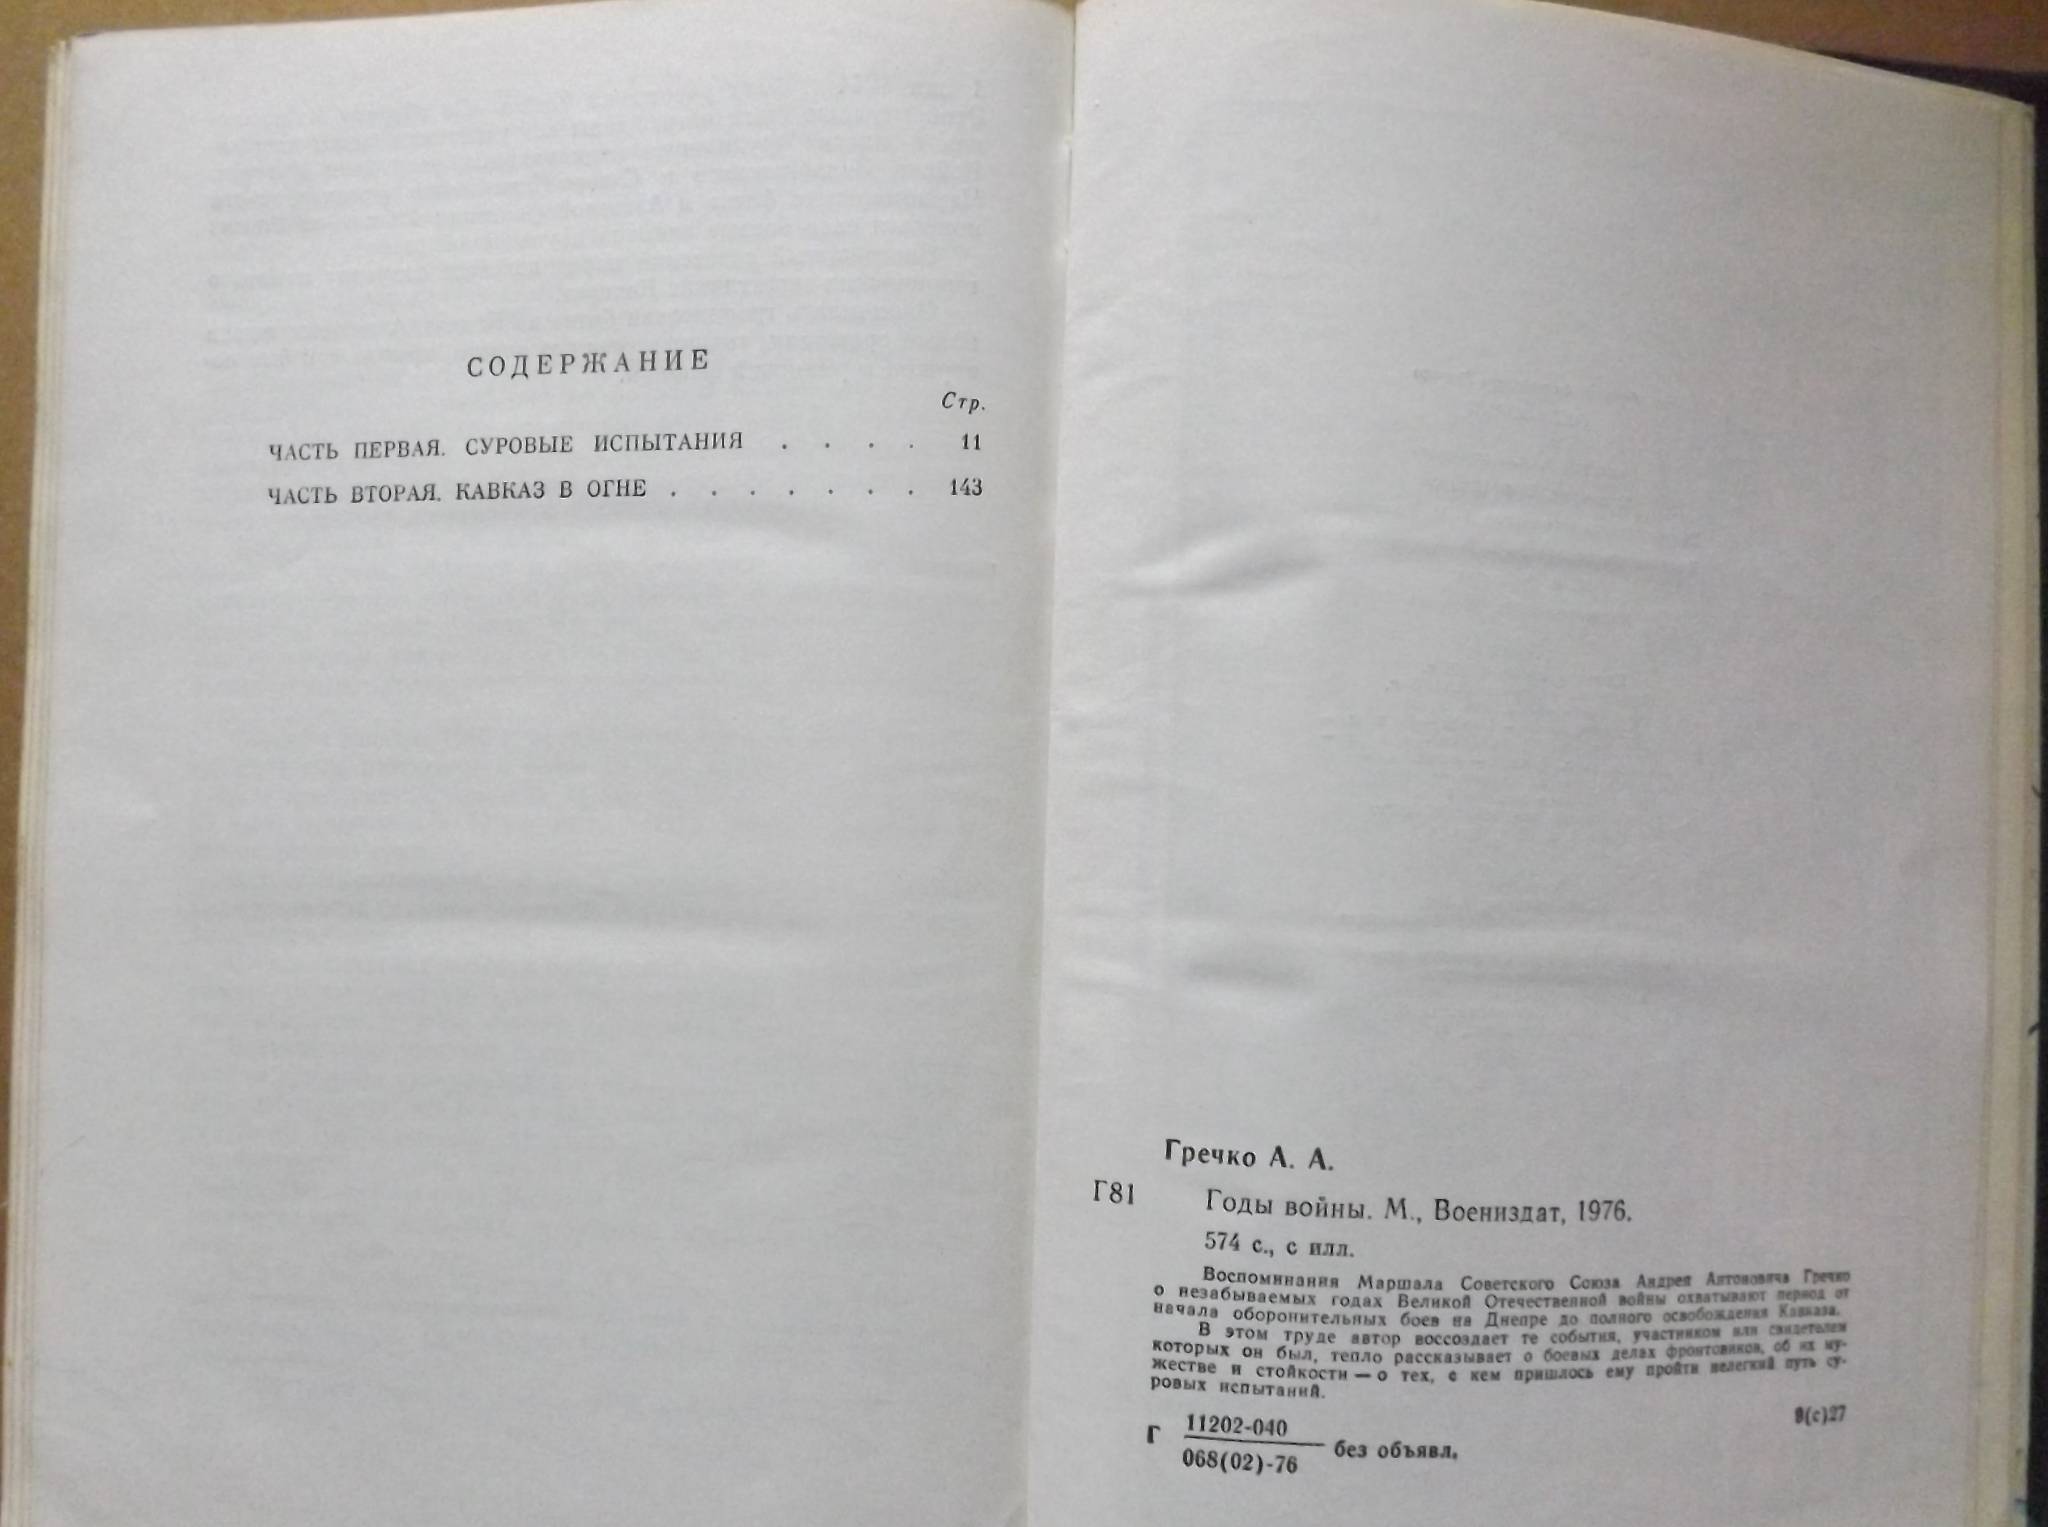 СОДЕРЖАНИЕ
Стр.
ЧАСТЬ ПЕРВАЯ. СУРОВЫЕ ИСПЫТАНИЯ . . . . 11
ЧАСТЬ ВТОРАЯ. КАВКАЗ В ОГНЕ . . . . . . . 143
Гречко А. А.
Г81 Годы войны. М., Воениздат, 1976.
574 с., с илл.
Воспоминания Маршала Советского Союза Андрея Антоновича Гречко
о незабываемых годах Великой Отечественной войны охватывают период от
начала оборонительных боев на Днепре до полного освобождения Кавказа.
В этом труде автор воссоздает те события, участником или свидетелем
которых он был, тепло рассказывает о боевых делах фронтовиков, об их му-
жестве и стойкости — о тех, с кем пришлось ему пройти нелегкий путь су-
ровых испытаний.
Г 11202-040
068(02)-76 без объявл.
9(с)27